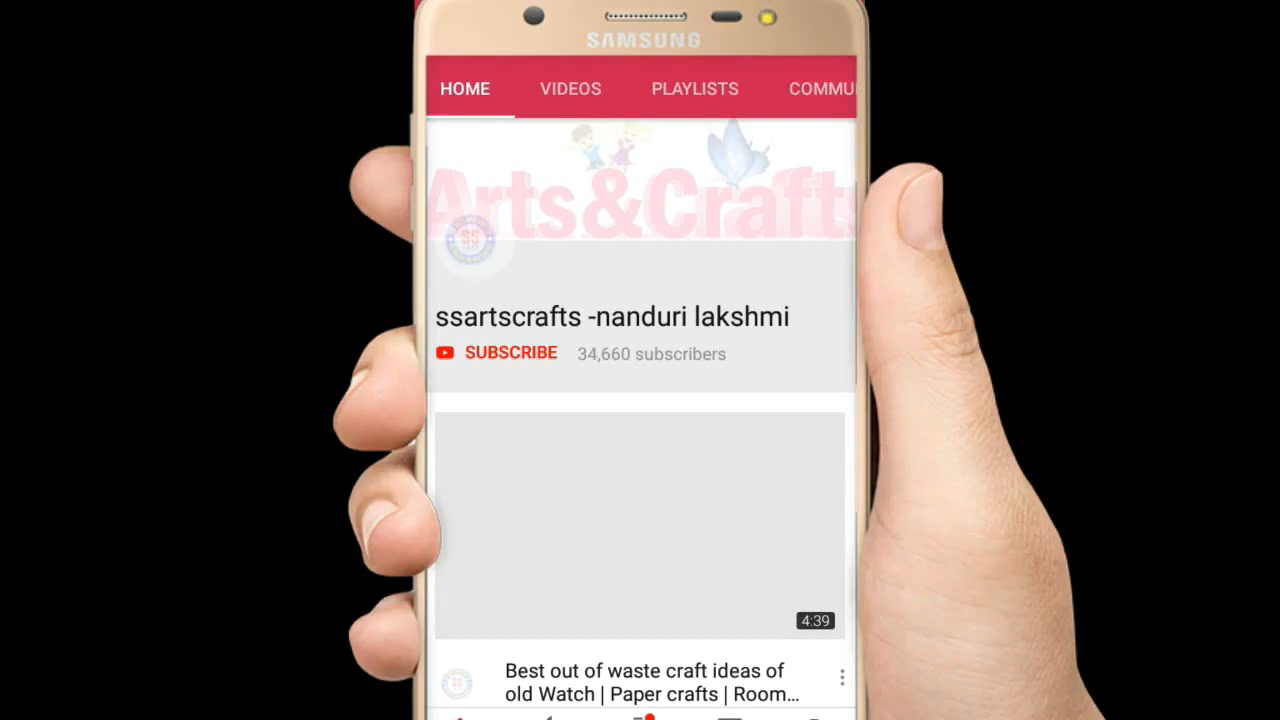 SAMSUNG
HOME VIDEOS PLAYLISTS COMMU
Arts&Crafts
SS
ssartscrafts -nanduri lakshmi
SUBSCRIBE 34,660 subscribers
4:39
Best out of waste craft ideas of
old Watch | Paper crafts | Room...